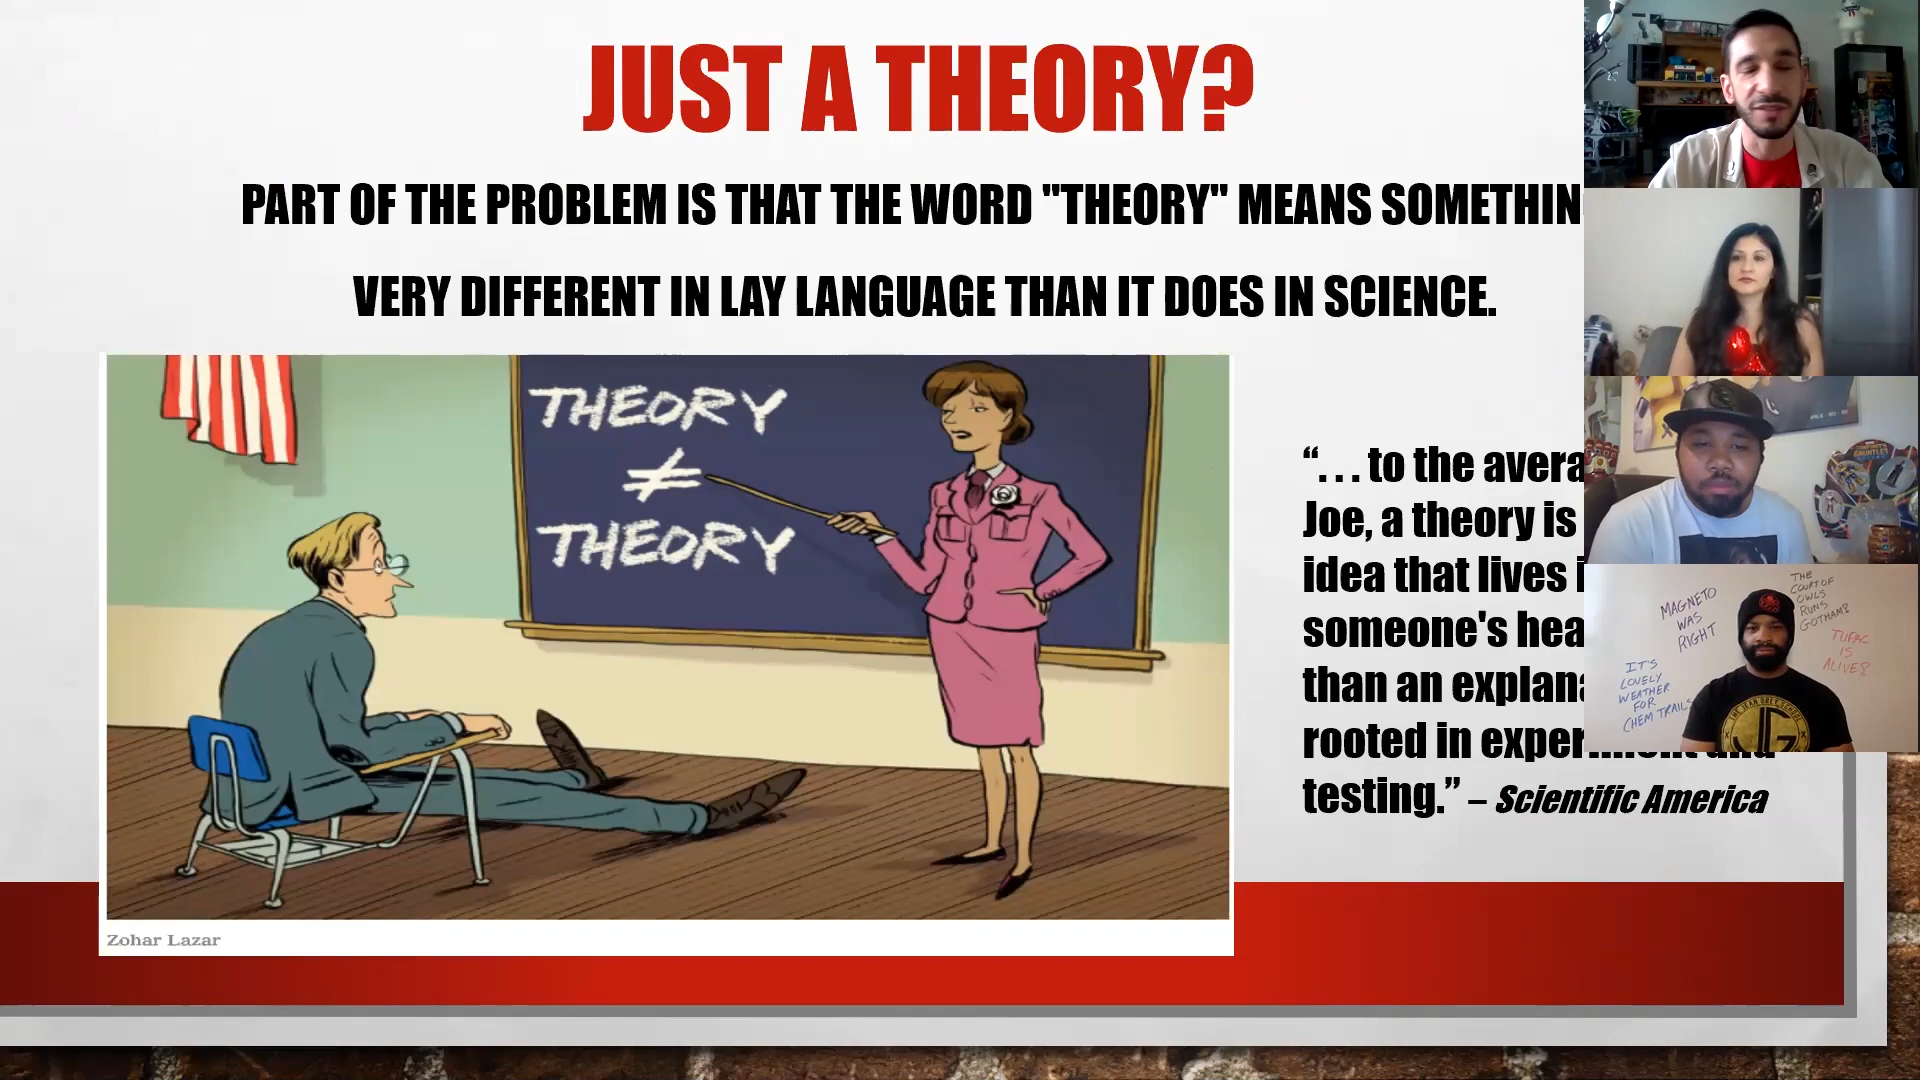 JUST A THEORY?
PART OF THE PROBLEM IS THAT THE WORD "THEORY" MEANS SOMETHIN
VERY DIFFERENT IN LAY LANGUAGE THAN IT DOES IN SCIENCE.
THEORY
≠
THEORY
Zohar Lazar
“. . . to the avera
Joe, a theory is
idea that lives i
someone's hea
than an explana
rooted in experiment and
testing.” – Scientific America
MAGNETO
WAS
RIGHT
THE
COURT OF
OWLS
RUNS
GOTHAM!
TUPAC
IS
ALIVE!
IT'S
LOVELY
WEATHER
FOR
CHEM TRAILS
JG